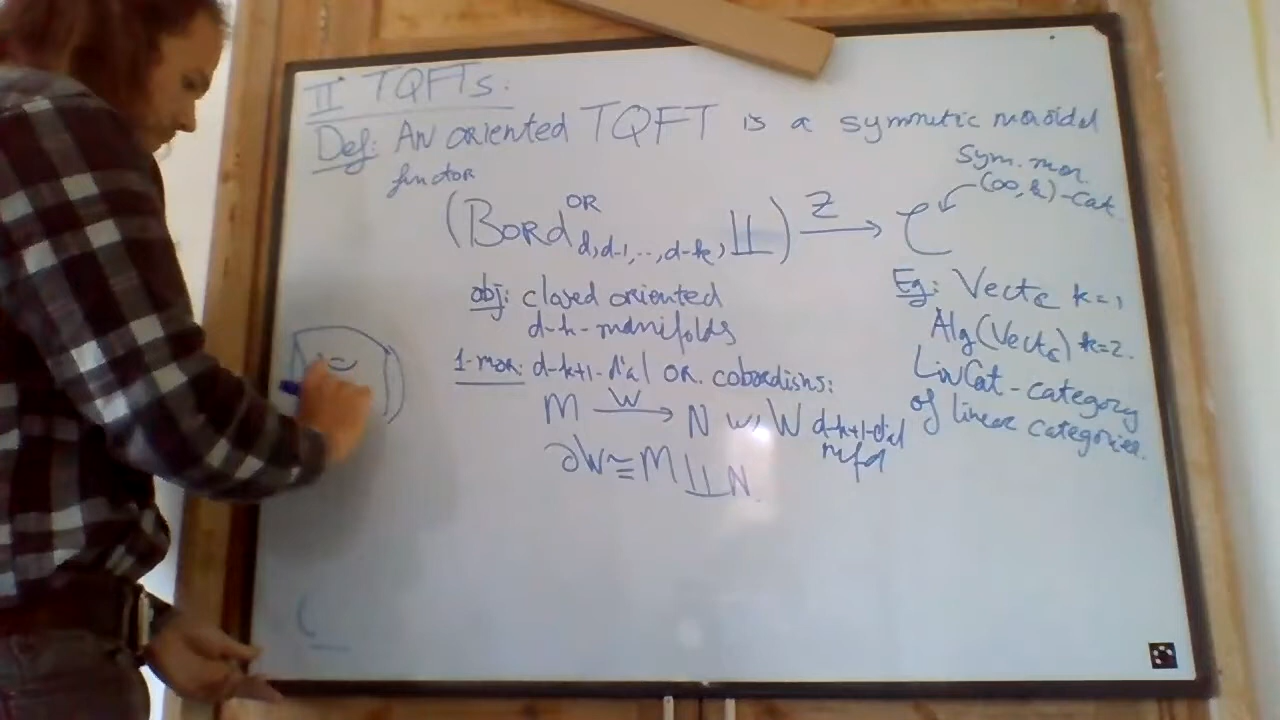 II TQFTs.
Def: An oriented TQFT is a symmetric monoidal
functor
(Bord^OR_{d,d-1,..,d-k}, ⨿) —Z→ C
Sym. mon.
(∞,k)-cat.
obj: closed oriented
d-k-manifolds
1-mor: d-k+1-d'al OR. cobordisms:
M —W→ N w, W d-k+1-d'al
mfd
∂W ≅ M ⨿ N.
Eg: Vect_C k=1
Alg(Vect_C) k=2.
LinCat - category
of linear categories.